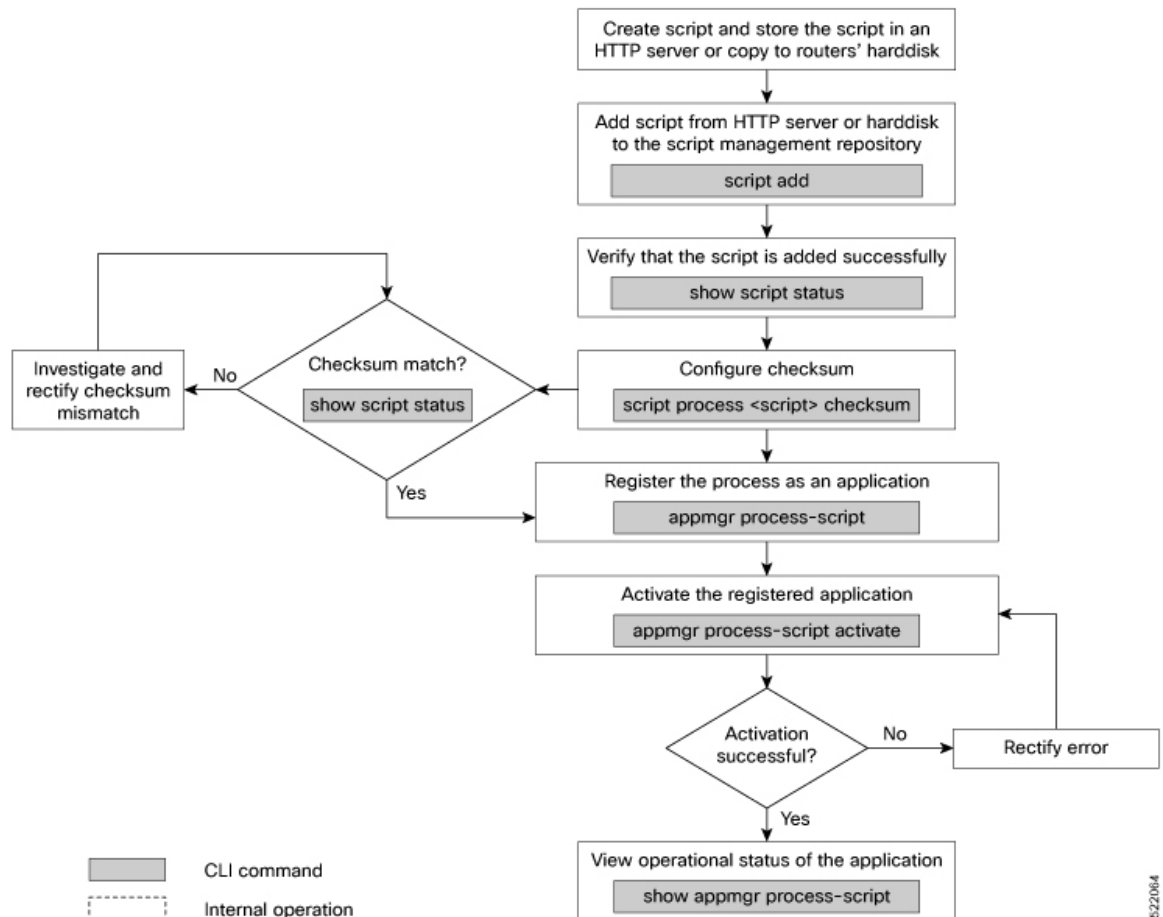 Create script and store the script in an
HTTP server or copy to routers' harddisk
Add script from HTTP server or harddisk
to the script management repository
script add
Verify that the script is added successfully
show script status
Configure checksum
script process <script> checksum
Checksum match?
show script status
No
Investigate and
rectify checksum
mismatch
Yes
Register the process as an application
appmgr process-script
Activate the registered application
appmgr process-script activate
Activation
successful?
No
Rectify error
Yes
View operational status of the application
show appmgr process-script
CLI command
Internal operation
522064